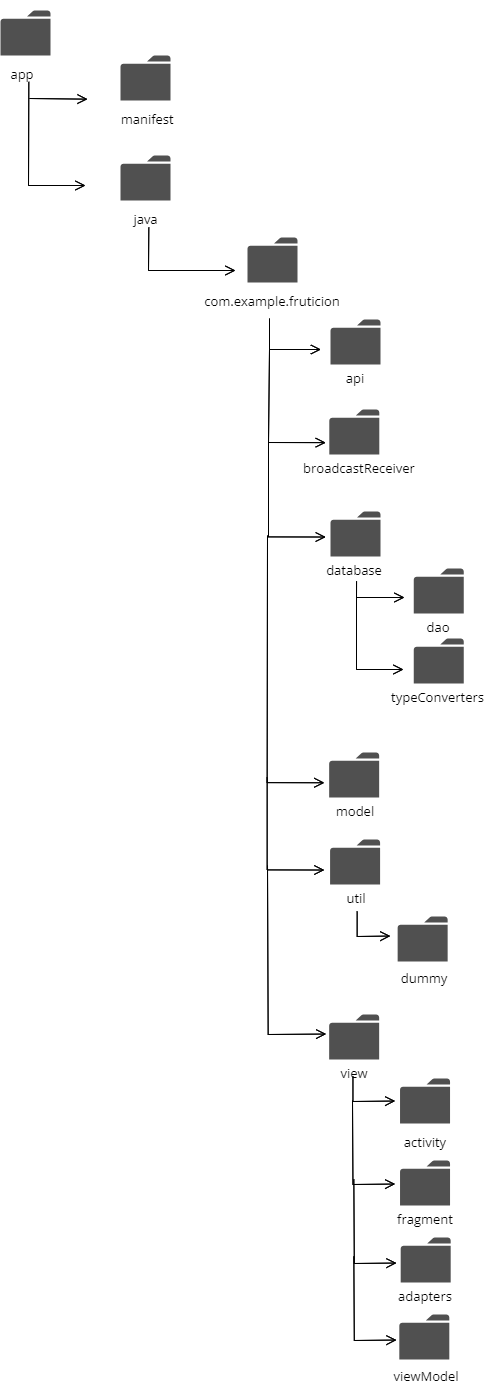 app
manifest
java
com.example.fruticion
api
broadcastReceiver
database
dao
typeConverters
model
util
dummy
view
activity
fragment
adapters
viewModel